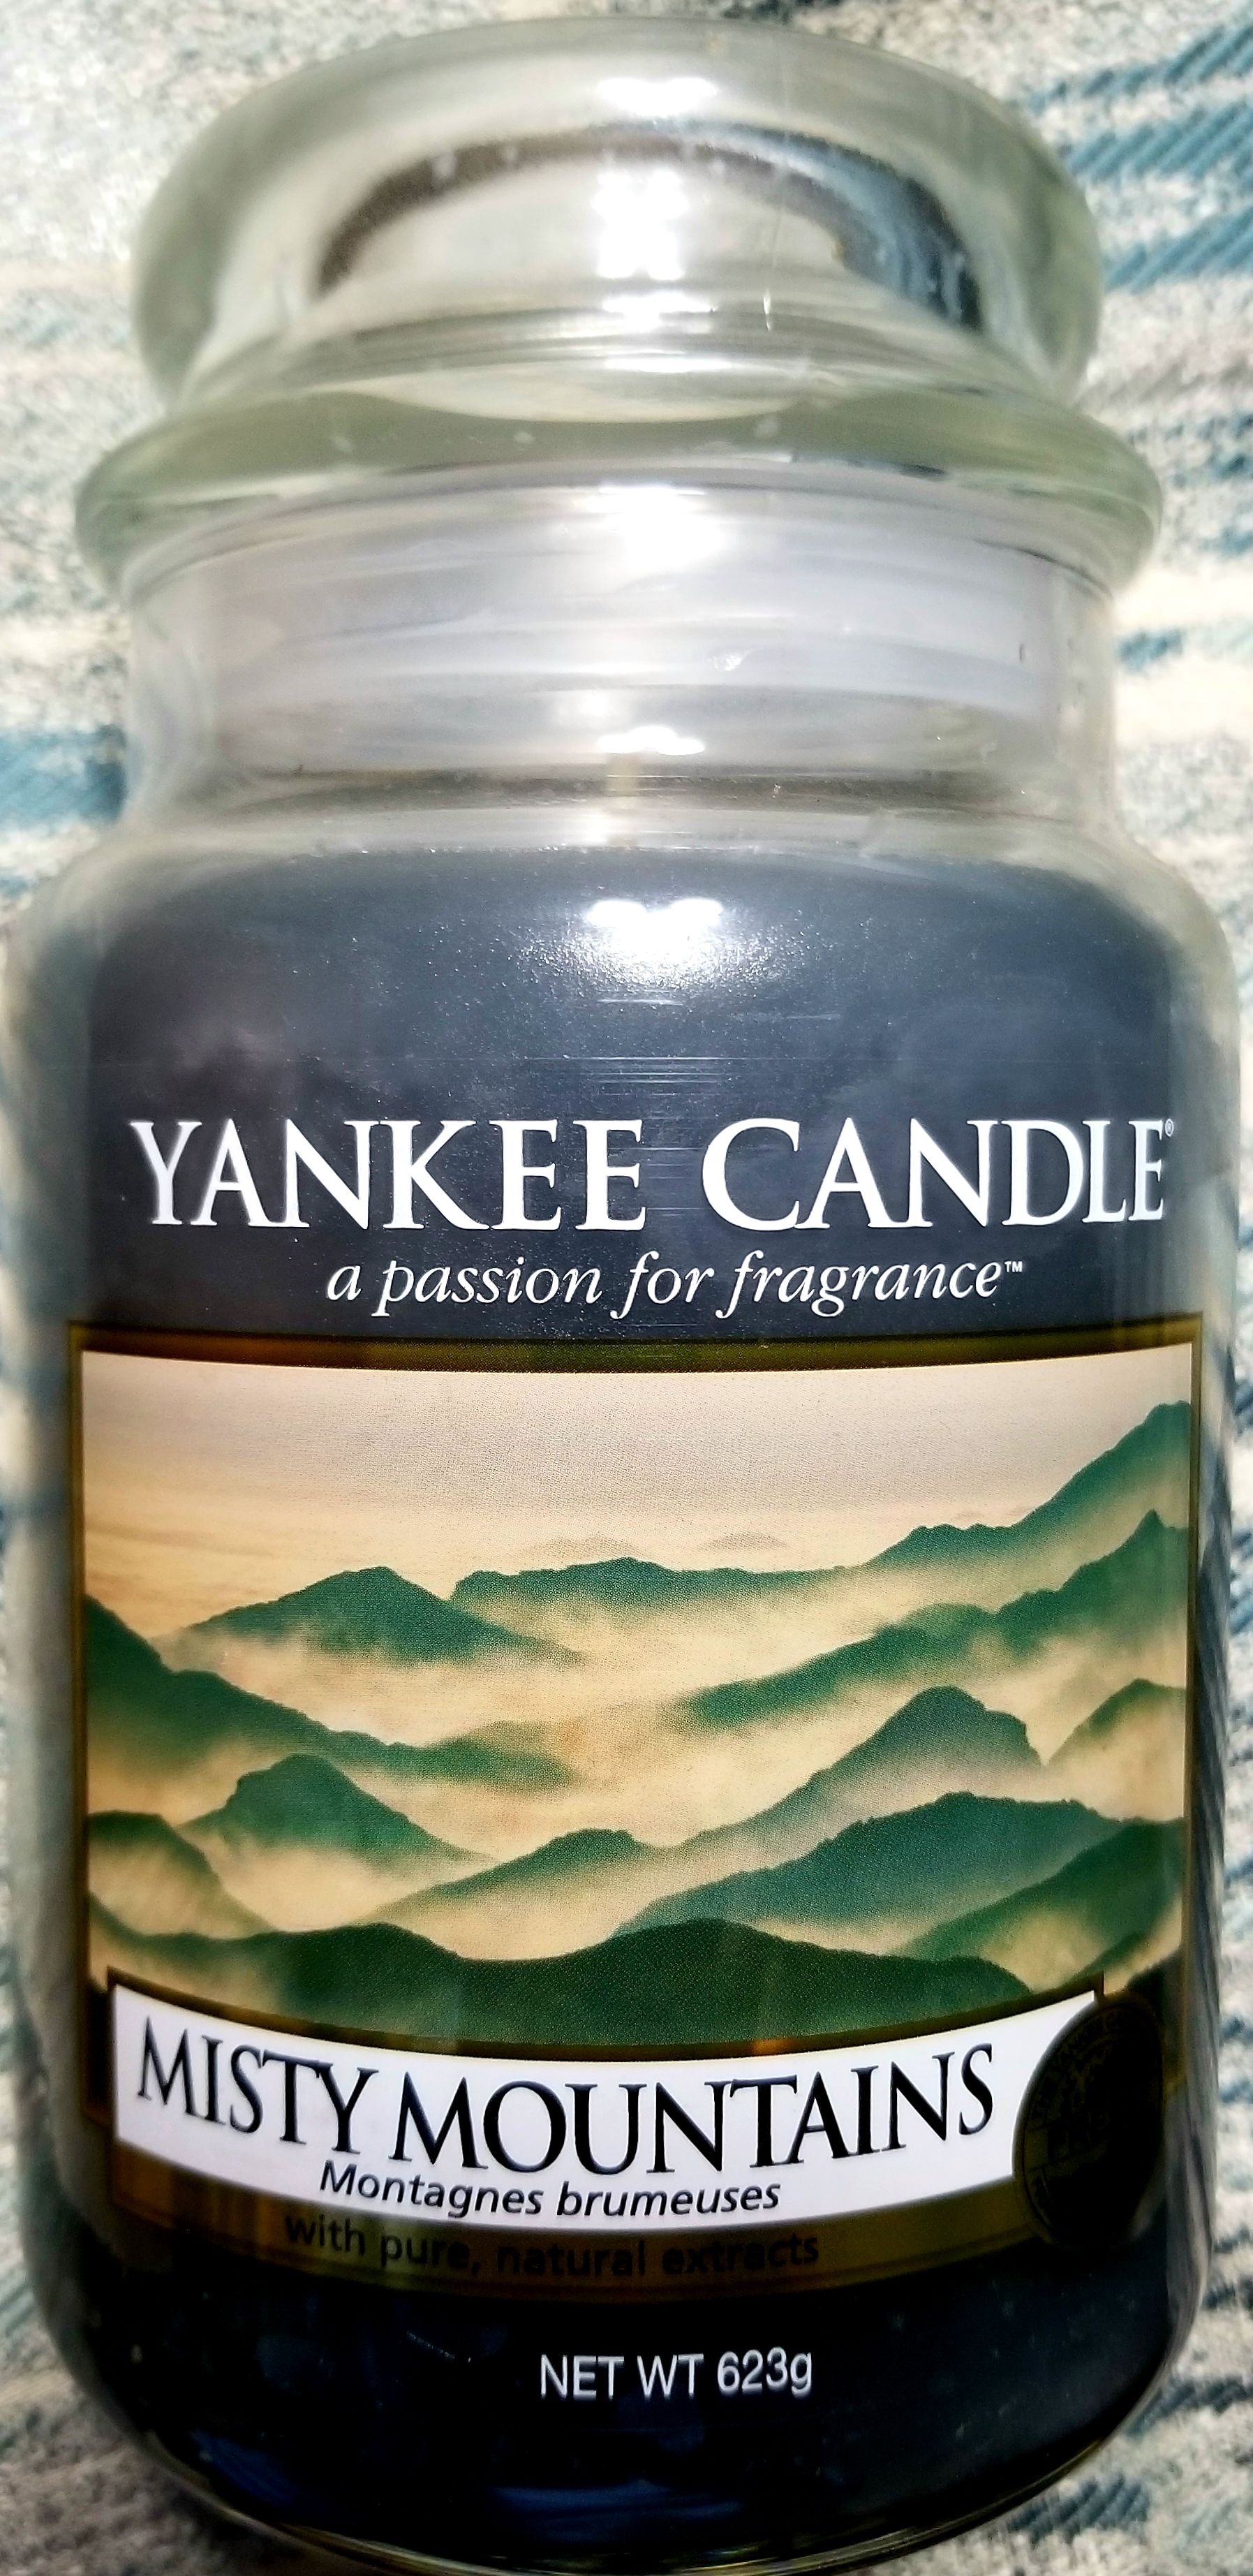 YANKEE CANDLE®
a passion for fragrance™
MISTY MOUNTAINS
Montagnes brumeuses
with pure, natural extracts
NET WT 623g